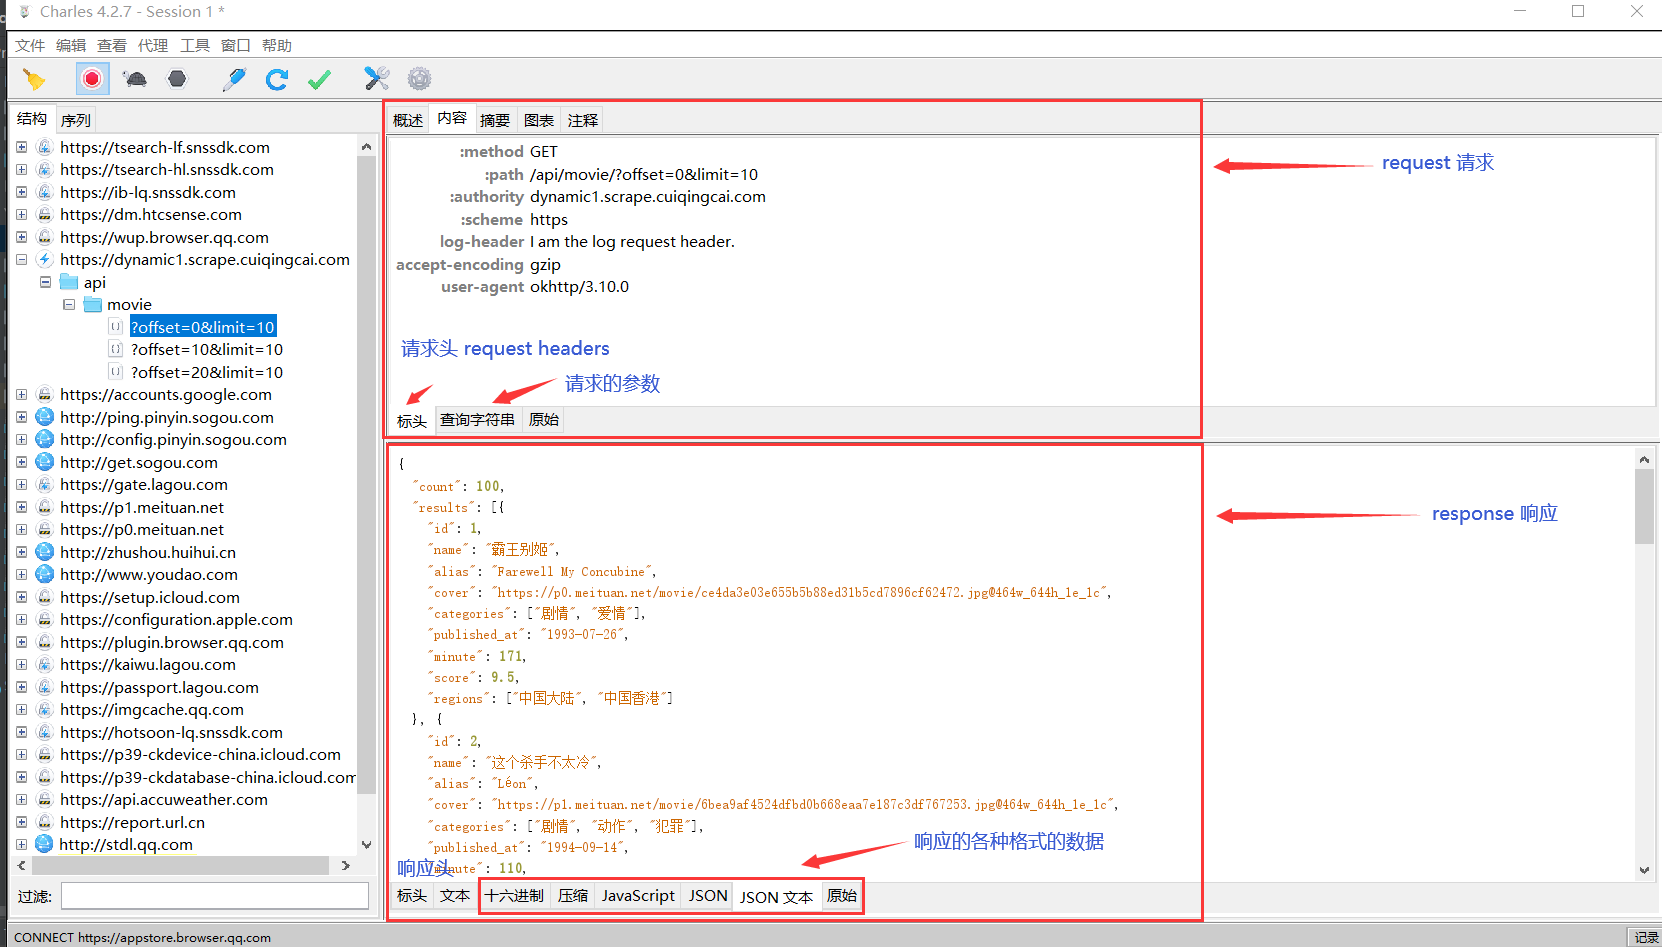 Charles 4.2.7 - Session 1 *
文件 编辑 查看 代理 工具 窗口 帮助
结构 序列
https://tsearch-lf.snssdk.com
https://tsearch-hl.snssdk.com
https://ib-lq.snssdk.com
https://dm.htcsense.com
https://wup.browser.qq.com
https://dynamic1.scrape.cuiqingcai.com
api
movie
?offset=0&limit=10
?offset=10&limit=10
?offset=20&limit=10
https://accounts.google.com
http://ping.pinyin.sogou.com
http://config.pinyin.sogou.com
http://get.sogou.com
https://gate.lagou.com
https://p1.meituan.net
https://p0.meituan.net
http://zhushou.huihui.cn
http://www.youdao.com
https://setup.icloud.com
https://configuration.apple.com
https://plugin.browser.qq.com
https://kaiwu.lagou.com
https://passport.lagou.com
https://imgcache.qq.com
https://hotsoon-lq.snssdk.com
https://p39-ckdevice-china.icloud.com
https://p39-ckdatabase-china.icloud.com
https://api.accuweather.com
https://report.url.cn
http://stdl.qq.com
过滤:
概述 内容 摘要 图表 注释
:method GET
:path /api/movie/?offset=0&limit=10
:authority dynamic1.scrape.cuiqingcai.com
:scheme https
log-header I am the log request header.
accept-encoding gzip
user-agent okhttp/3.10.0
request 请求
请求头 request headers
请求的参数
标头 查询字符串 原始
{
"count": 100,
"results": [{
"id": 1,
"name": "霸王别姬",
"alias": "Farewell My Concubine",
"cover": "https://p0.meituan.net/movie/ce4da3e03e655b5b88ed31b5cd7896cf62472.jpg@464w_644h_1e_1c",
"categories": ["剧情", "爱情"],
"published_at": "1993-07-26",
"minute": 171,
"score": 9.5,
"regions": ["中国大陆", "中国香港"]
}, {
"id": 2,
"name": "这个杀手不太冷",
"alias": "Léon",
"cover": "https://p1.meituan.net/movie/6bea9af4524dfbd0b668eaa7e187c3df767253.jpg@464w_644h_1e_1c",
"categories": ["剧情", "动作", "犯罪"],
"published_at": "1994-09-14",
"minute": 110,
response 响应
响应的各种格式的数据
响应头
标头 文本 十六进制 压缩 JavaScript JSON JSON 文本 原始
CONNECT https://appstore.browser.qq.com
记录